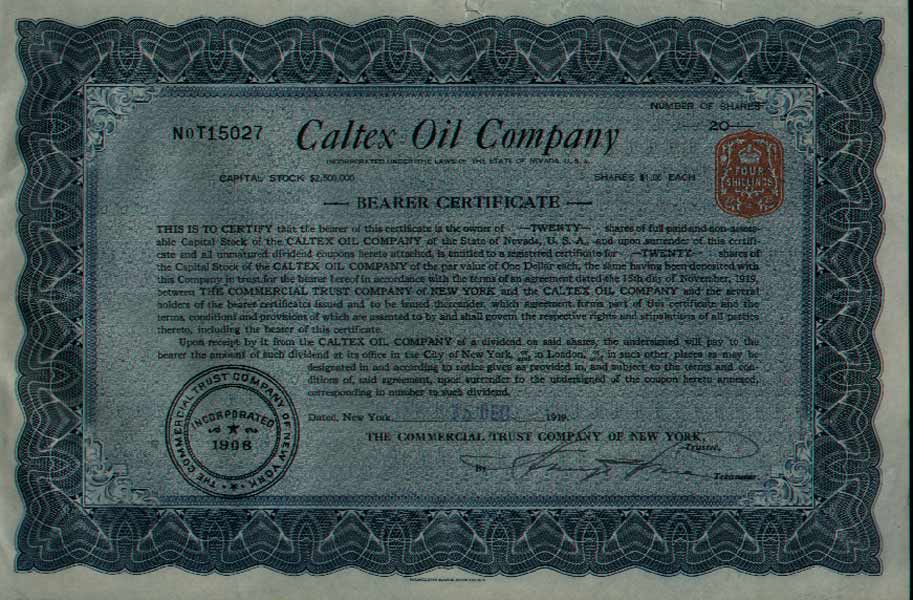 NUMBER OF SHARES
20
NoT15027
Caltex Oil Company
INCORPORATED UNDER THE LAWS OF THE STATE OF NEVADA, U. S. A.
CAPITAL STOCK $2,500,000
SHARES $1.00 EACH
FOUR
SHILLINGS
— BEARER CERTIFICATE —
THIS IS TO CERTIFY that the bearer of this certificate is the owner of —TWENTY— shares of full paid and non-assess-
able Capital Stock of the CALTEX OIL COMPANY of the State of Nevada, U. S. A., and upon surrender of this certifi-
cate and all unmatured dividend coupons hereto attached, is entitled to a registered certificate for —TWENTY— shares of
the Capital Stock of the CALTEX OIL COMPANY of the par value of One Dollar each, the same having been deposited with
this Company in trust for the bearer hereof in accordance with the terms of an agreement dated the 15th day of November, 1919,
between THE COMMERCIAL TRUST COMPANY OF NEW YORK and the CALTEX OIL COMPANY and the several
holders of the bearer certificates issued and to be issued thereunder, which agreement forms part of this certificate and the
terms, conditions and provisions of which are assented to by and shall govern the respective rights and stipulations of all parties
thereto, including the bearer of this certificate.
Upon receipt by it from the CALTEX OIL COMPANY of a dividend on said shares, the undersigned will pay to the
bearer the amount of such dividend at its office in the City of New York, or in London, or in such other places as may be
designated in and according to notice given as provided in, and subject to the terms and con-
ditions of, said agreement, upon surrender to the undersigned of the coupon hereto annexed,
corresponding in number to such dividend.
Dated, New York 15 DEC 1919.
THE COMMERCIAL TRUST COMPANY OF NEW YORK,
Trustee,
By
Treasurer
THE COMMERCIAL TRUST COMPANY OF NEW YORK
INCORPORATED
1906